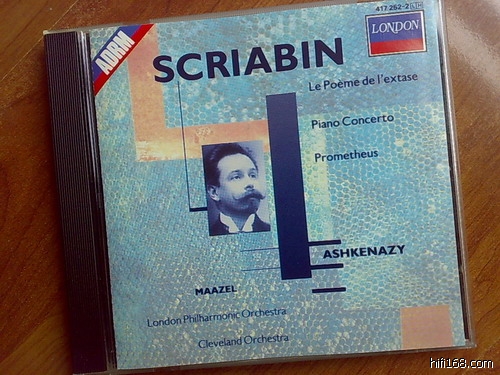 417 252-2 LH
ADRM
LONDON
SCRIABIN
Le Poème de l'extase
Piano Concerto
Prometheus
ASHKENAZY
MAAZEL
London Philharmonic Orchestra
Cleveland Orchestra
hifi168.com